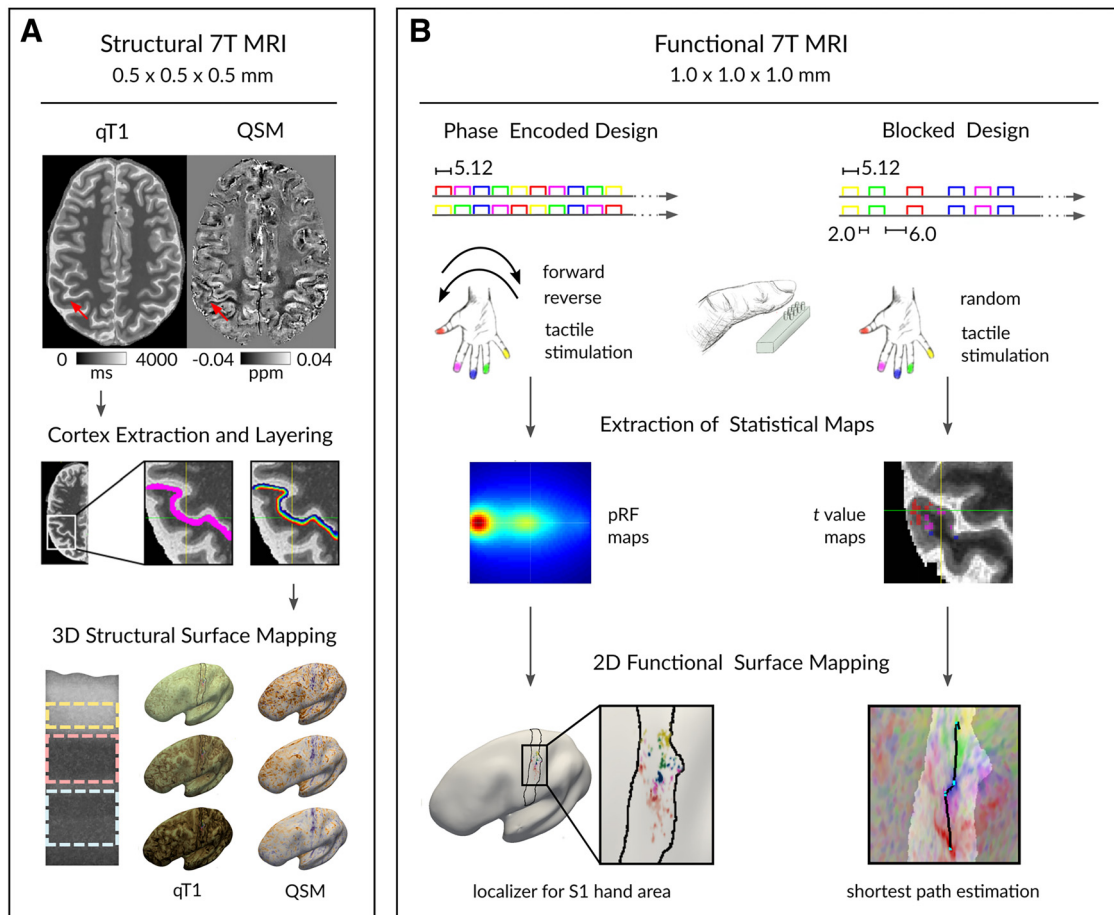 A
Structural 7T MRI
0.5 x 0.5 x 0.5 mm
qT1
QSM
0
4000
ms
-0.04
0.04
ppm
Cortex Extraction and Layering
3D Structural Surface Mapping
qT1
QSM
B
Functional 7T MRI
1.0 x 1.0 x 1.0 mm
Phase Encoded Design
5.12
forward
reverse
tactile
stimulation
Blocked Design
5.12
2.0
6.0
random
tactile
stimulation
Extraction of Statistical Maps
pRF
maps
t value
maps
2D Functional Surface Mapping
localizer for S1 hand area
shortest path estimation